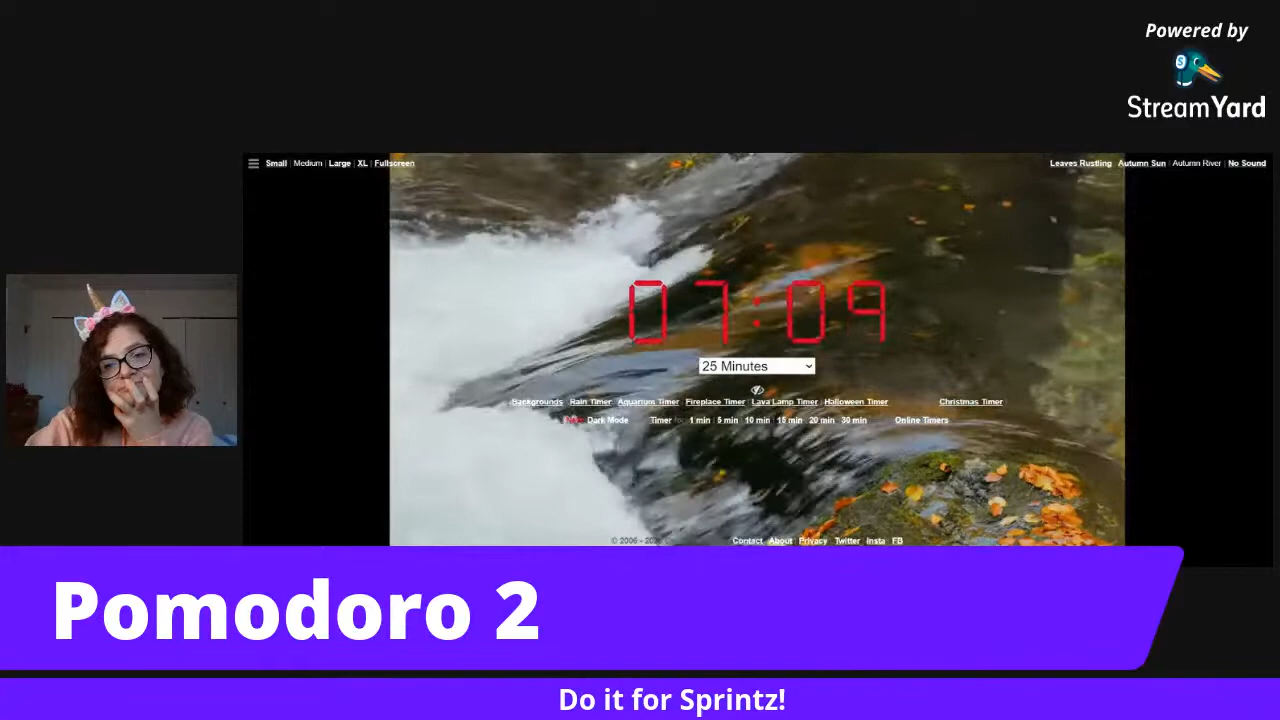 Powered by
StreamYard
Small | Medium | Large | XL | Fullscreen
Leaves Rustling Autumn Sun | Autumn River | No Sound
07:09
25 Minutes
Backgrounds Rain Timer Aquarium Timer Fireplace Timer Lava Lamp Timer Halloween Timer Christmas Timer
Dark Mode Timer 1 min 5 min 10 min 15 min 20 min 30 min Online Timers
© 2006 -
Contact About Privacy Twitter Insta FB
Pomodoro 2
Do it for Sprintz!